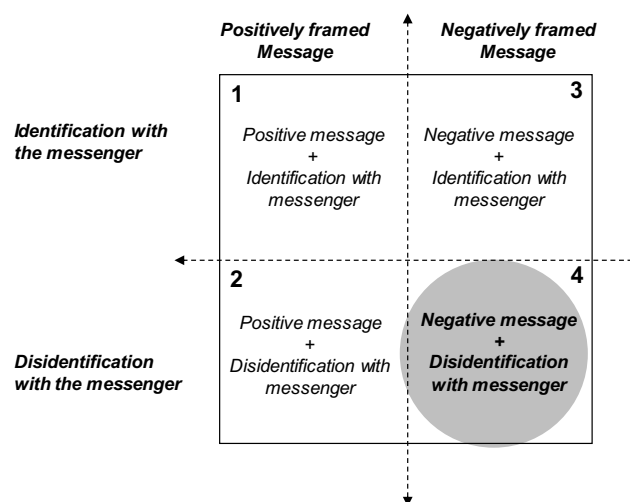 Positively framed
Message
Negatively framed
Message
Identification with
the messenger
1
Positive message
+
Identification with
messenger
3
Negative message
+
Identification with
messenger
Disidentification
with the messenger
2
Positive message
+
Disidentification with
messenger
4
Negative message
+
Disidentification
with messenger